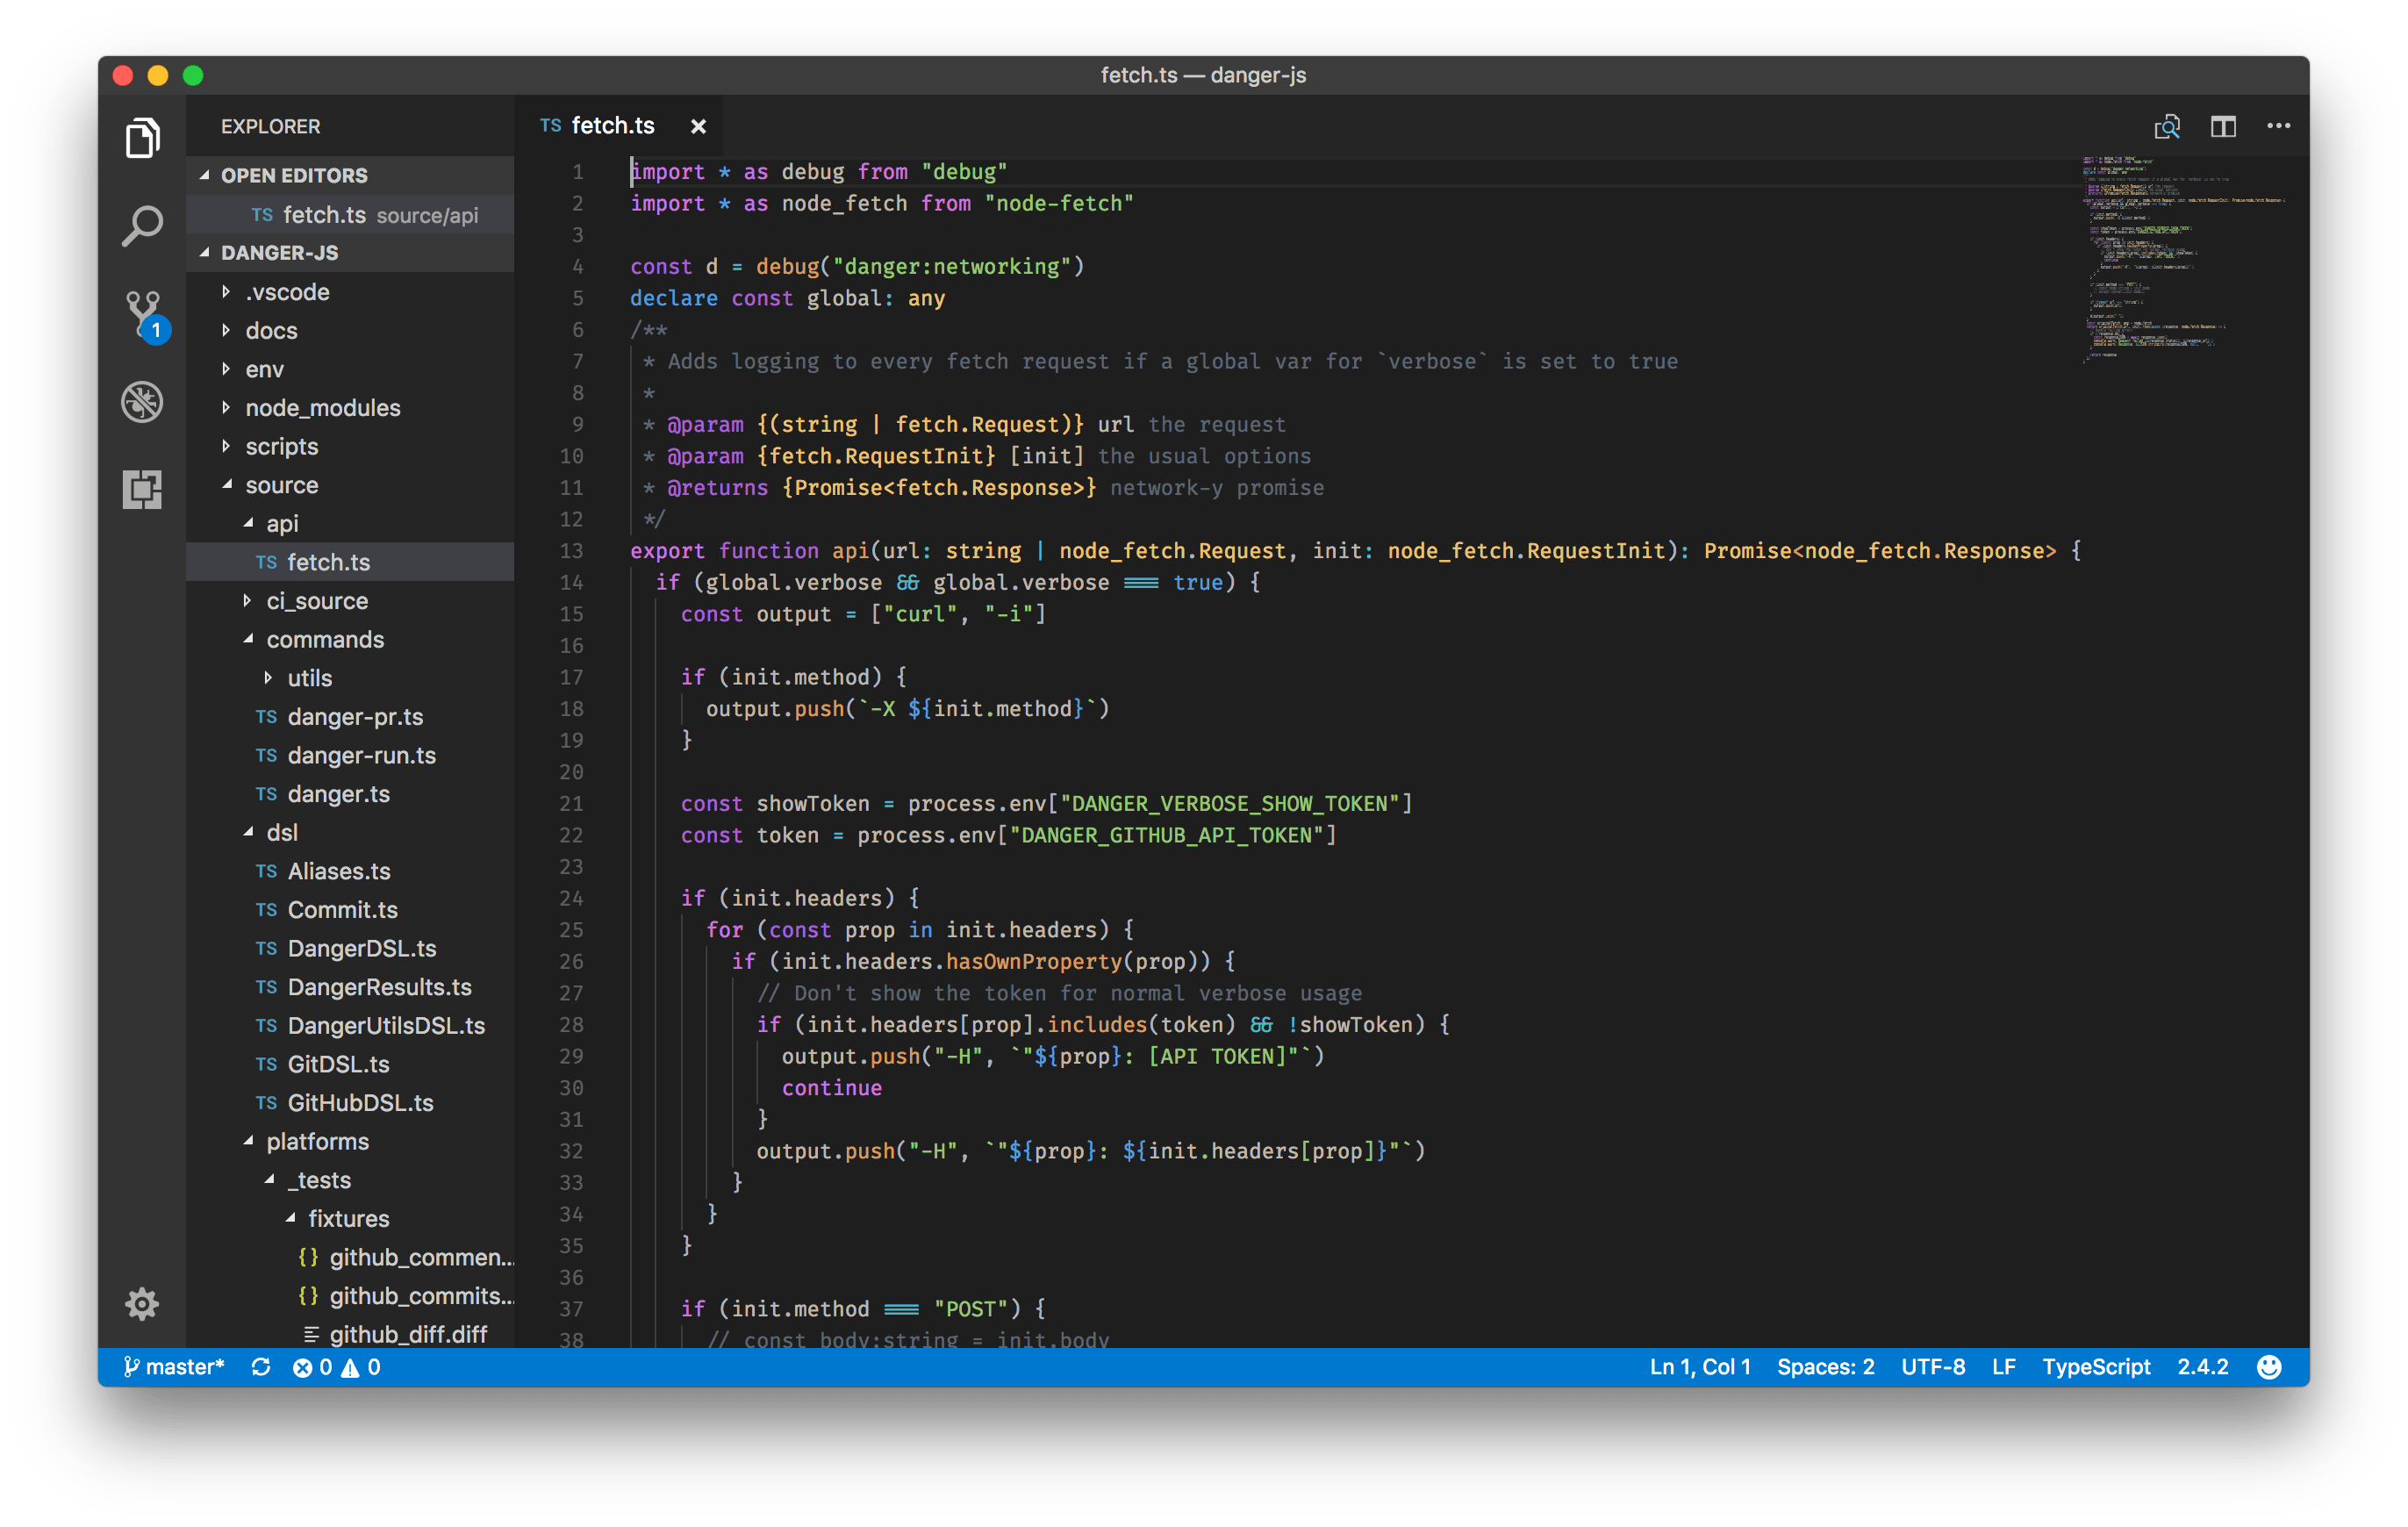 fetch.ts — danger-js
EXPLORER
OPEN EDITORS
TS fetch.ts source/api
DANGER-JS
.vscode
docs
env
node_modules
scripts
source
api
TS fetch.ts
ci_source
commands
utils
TS danger-pr.ts
TS danger-run.ts
TS danger.ts
dsl
TS Aliases.ts
TS Commit.ts
TS DangerDSL.ts
TS DangerResults.ts
TS DangerUtilsDSL.ts
TS GitDSL.ts
TS GitHubDSL.ts
platforms
_tests
fixtures
{} github_commen...
{} github_commits...
github_diff.diff
1
TS fetch.ts ×
1 import * as debug from "debug"
2 import * as node_fetch from "node-fetch"
3
4 const d = debug("danger:networking")
5 declare const global: any
6 /**
7 * Adds logging to every fetch request if a global var for `verbose` is set to true
8 *
9 * @param {(string | fetch.Request)} url the request
10 * @param {fetch.RequestInit} [init] the usual options
11 * @returns {Promise<fetch.Response>} network-y promise
12 */
13 export function api(url: string | node_fetch.Request, init: node_fetch.RequestInit): Promise<node_fetch.Response> {
14 if (global.verbose && global.verbose === true) {
15 const output = ["curl", "-i"]
16
17 if (init.method) {
18 output.push(`-X ${init.method}`)
19 }
20
21 const showToken = process.env["DANGER_VERBOSE_SHOW_TOKEN"]
22 const token = process.env["DANGER_GITHUB_API_TOKEN"]
23
24 if (init.headers) {
25 for (const prop in init.headers) {
26 if (init.headers.hasOwnProperty(prop)) {
27 // Don't show the token for normal verbose usage
28 if (init.headers[prop].includes(token) && !showToken) {
29 output.push("-H", `"${prop}: [API TOKEN]"`)
30 continue
31 }
32 output.push("-H", `"${prop}: ${init.headers[prop]}"`)
33 }
34 }
35 }
36
37 if (init.method === "POST") {
38 // const body:string = init.body
master* 0 0
Ln 1, Col 1 Spaces: 2 UTF-8 LF TypeScript 2.4.2